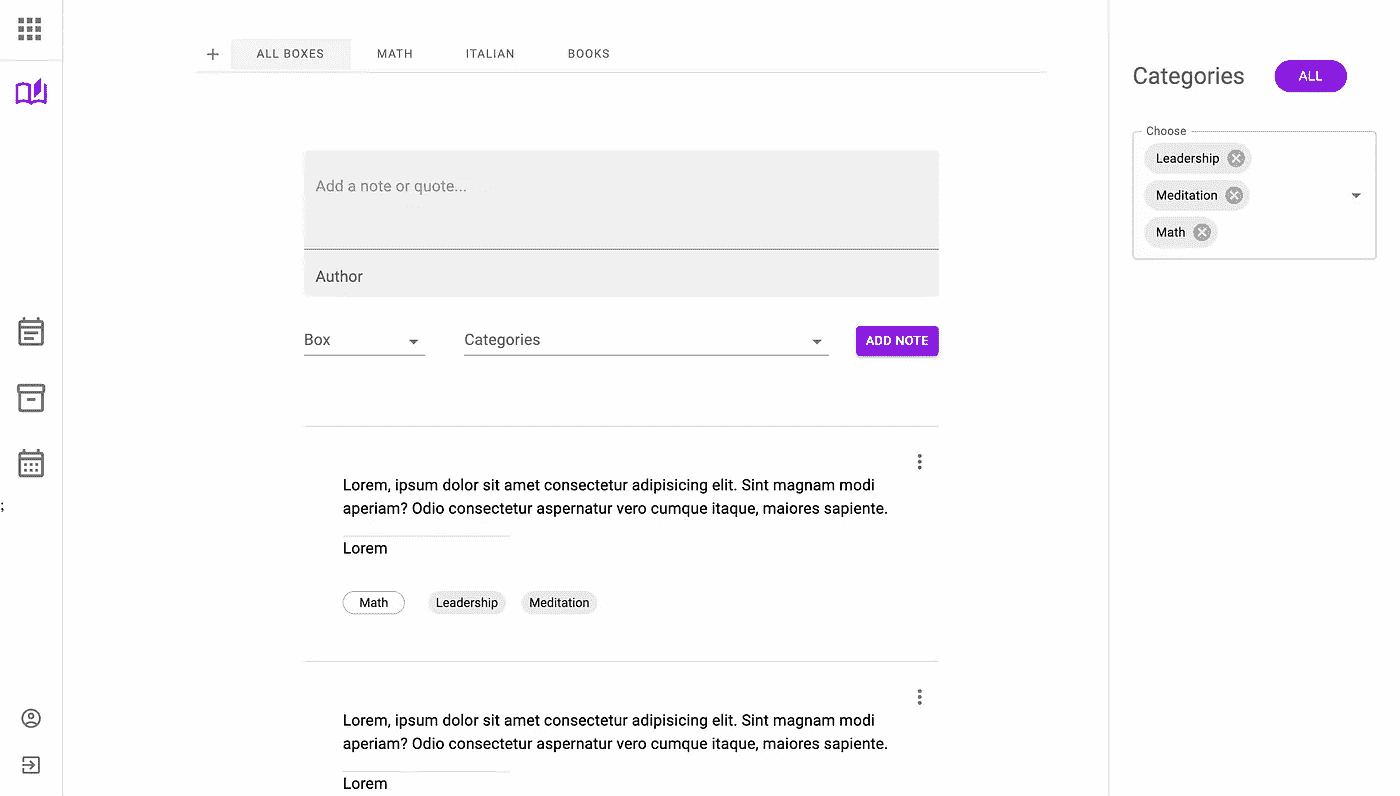 ALL BOXES MATH ITALIAN BOOKS
Categories ALL
Choose
Leadership
Meditation
Math
Add a note or quote...
Author
Box Categories ADD NOTE
Lorem, ipsum dolor sit amet consectetur adipisicing elit. Sint magnam modi
aperiam? Odio consectetur aspernatur vero cumque itaque, maiores sapiente.
Lorem
Math Leadership Meditation
;
Lorem, ipsum dolor sit amet consectetur adipisicing elit. Sint magnam modi
aperiam? Odio consectetur aspernatur vero cumque itaque, maiores sapiente.
Lorem